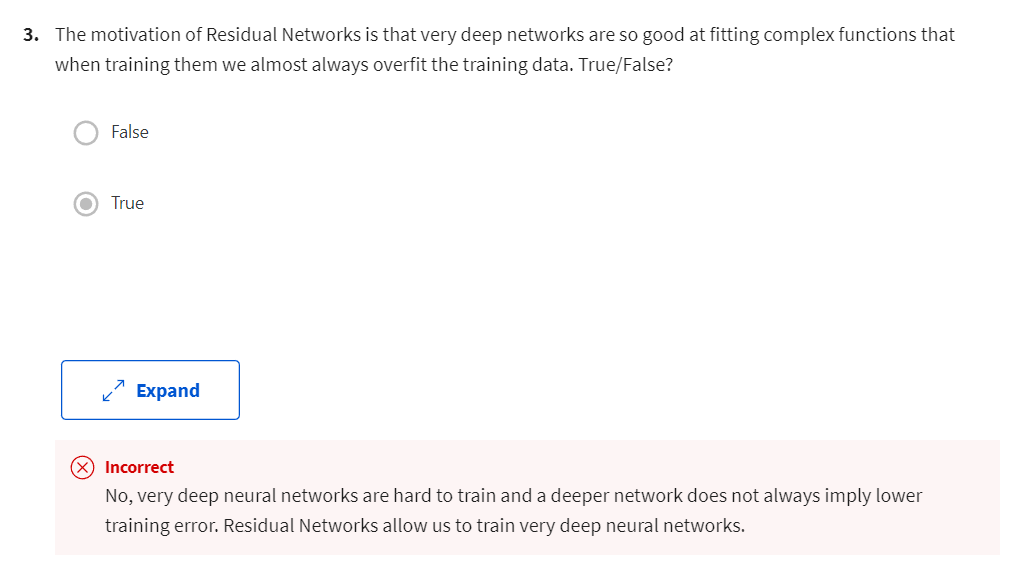 3. The motivation of Residual Networks is that very deep networks are so good at fitting complex functions that
when training them we almost always overfit the training data. True/False?
False
True
Expand
Incorrect
No, very deep neural networks are hard to train and a deeper network does not always imply lower
training error. Residual Networks allow us to train very deep neural networks.